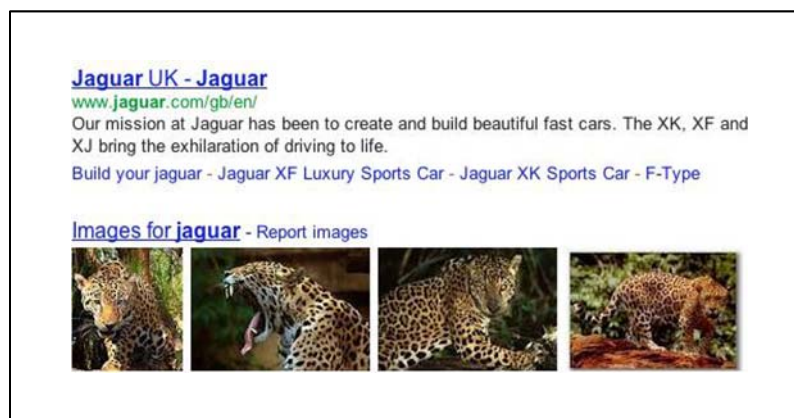 Jaguar UK - Jaguar
www.jaguar.com/gb/en/
Our mission at Jaguar has been to create and build beautiful fast cars. The XK, XF and
XJ bring the exhilaration of driving to life.
Build your jaguar - Jaguar XF Luxury Sports Car - Jaguar XK Sports Car - F-Type
Images for jaguar - Report images